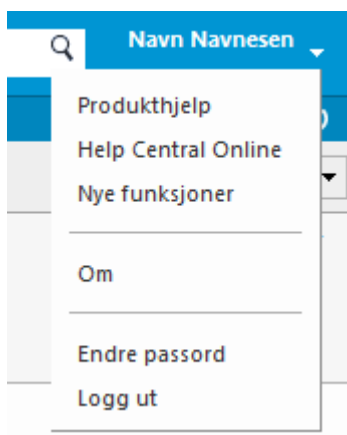 Navn Navnesen
Produkthjelp
Help Central Online
Nye funksjoner
Om
Endre passord
Logg ut